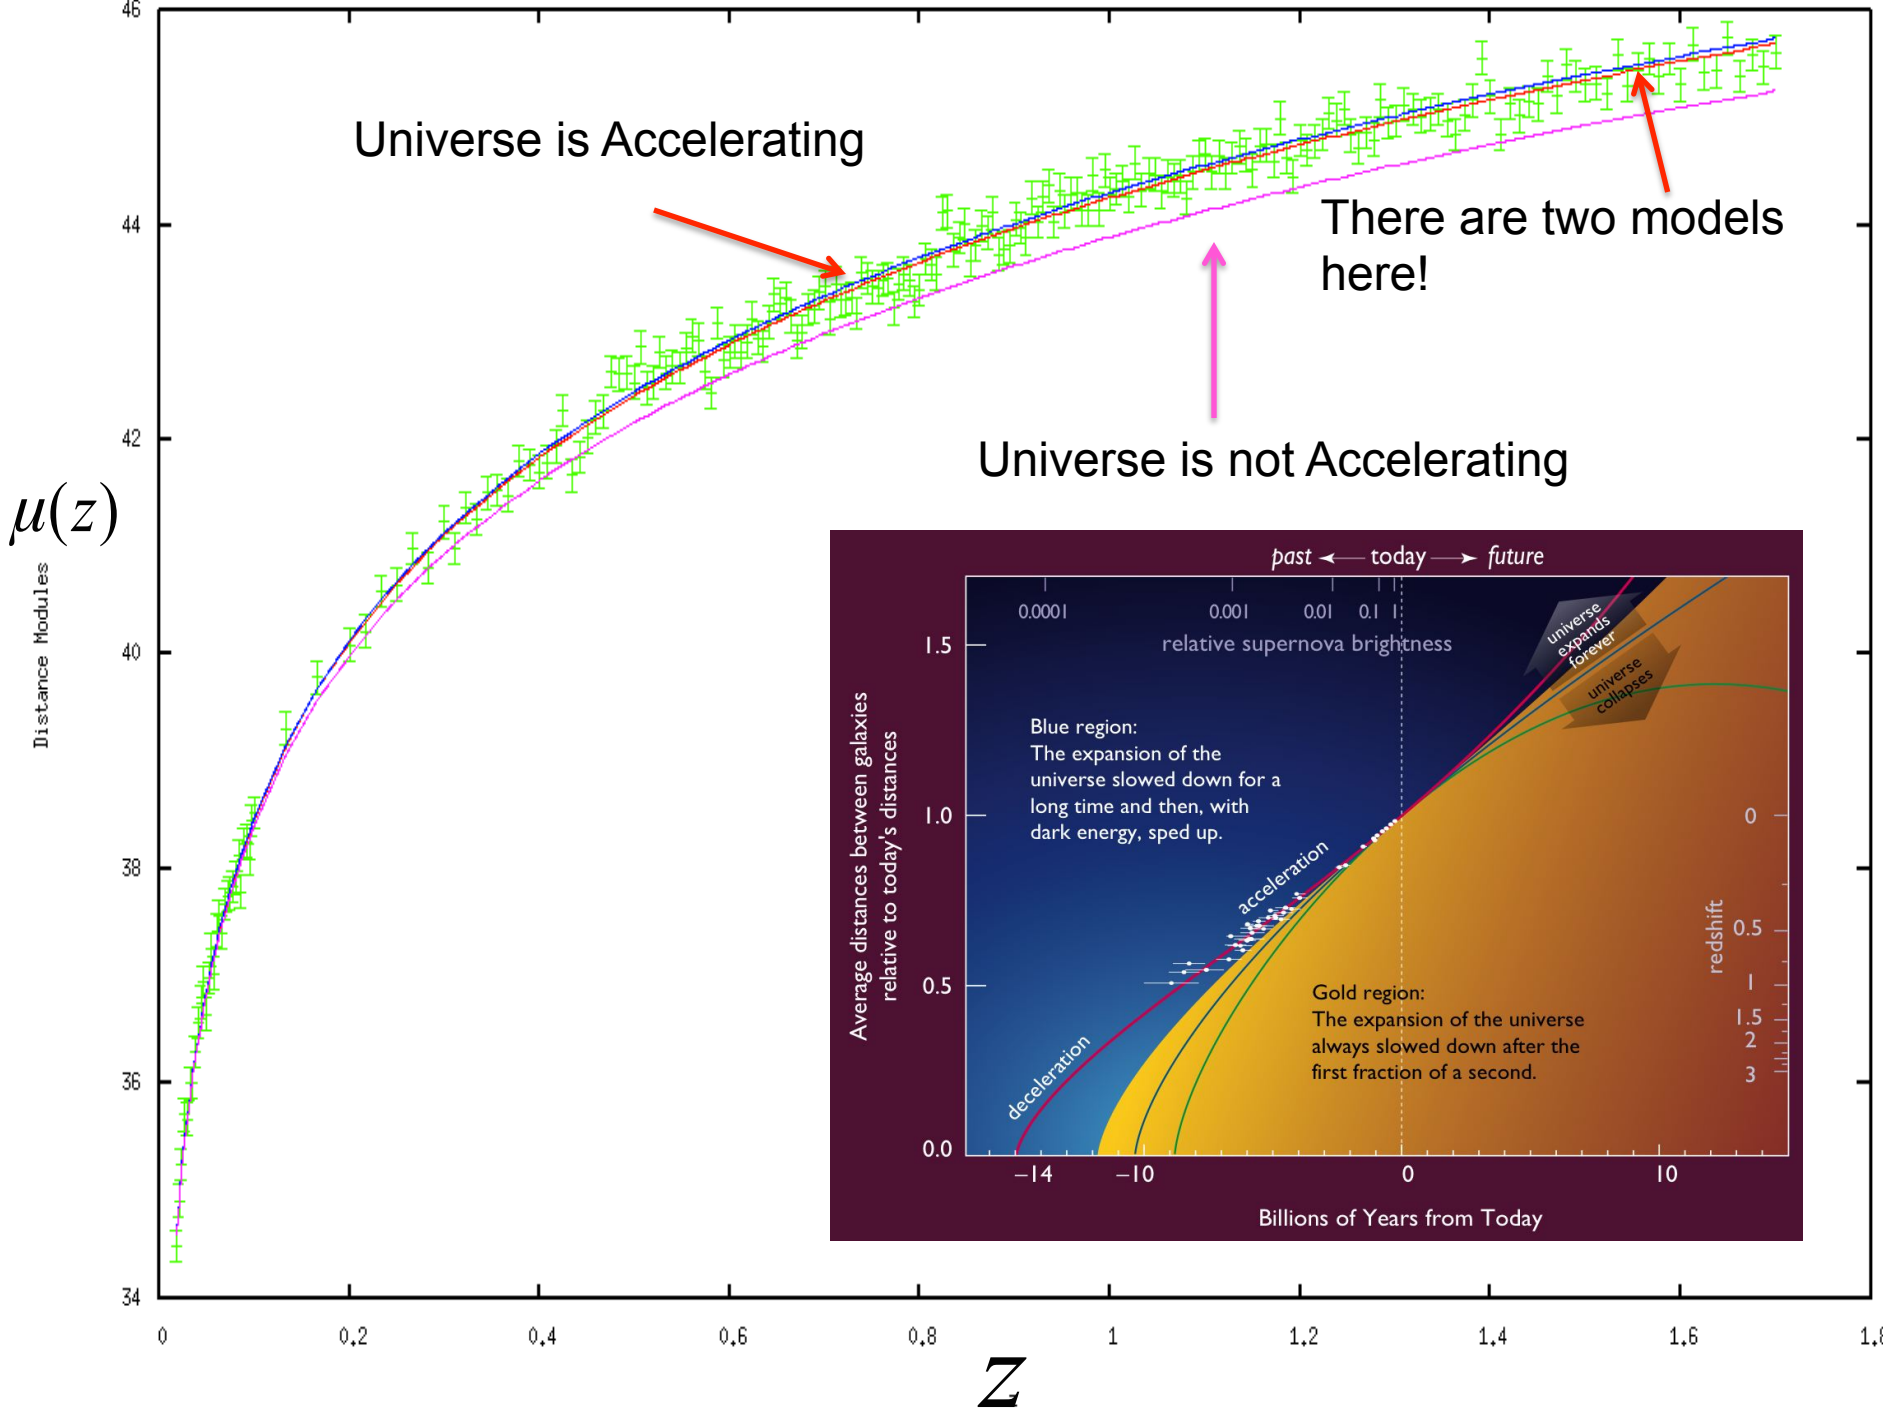 46
44
42
40
38
36
34
μ(z)
Distance Modules
0
0.2
0.4
0.6
0.8
1
1.2
1.4
1.6
1.8
z
Universe is Accelerating
There are two models
here!
Universe is not Accelerating
past today future
0.0001
0.001
0.01
0.1
1
relative supernova brightness
1.5
1.0
0.5
0.0
Average distances between galaxies
relative to today's distances
Blue region:
The expansion of the
universe slowed down for a
long time and then, with
dark energy, sped up.
acceleration
deceleration
universe
expands
forever
universe
collapses
Gold region:
The expansion of the universe
always slowed down after the
first fraction of a second.
redshift
0
0.5
1
1.5
2
3
–14
–10
0
10
Billions of Years from Today